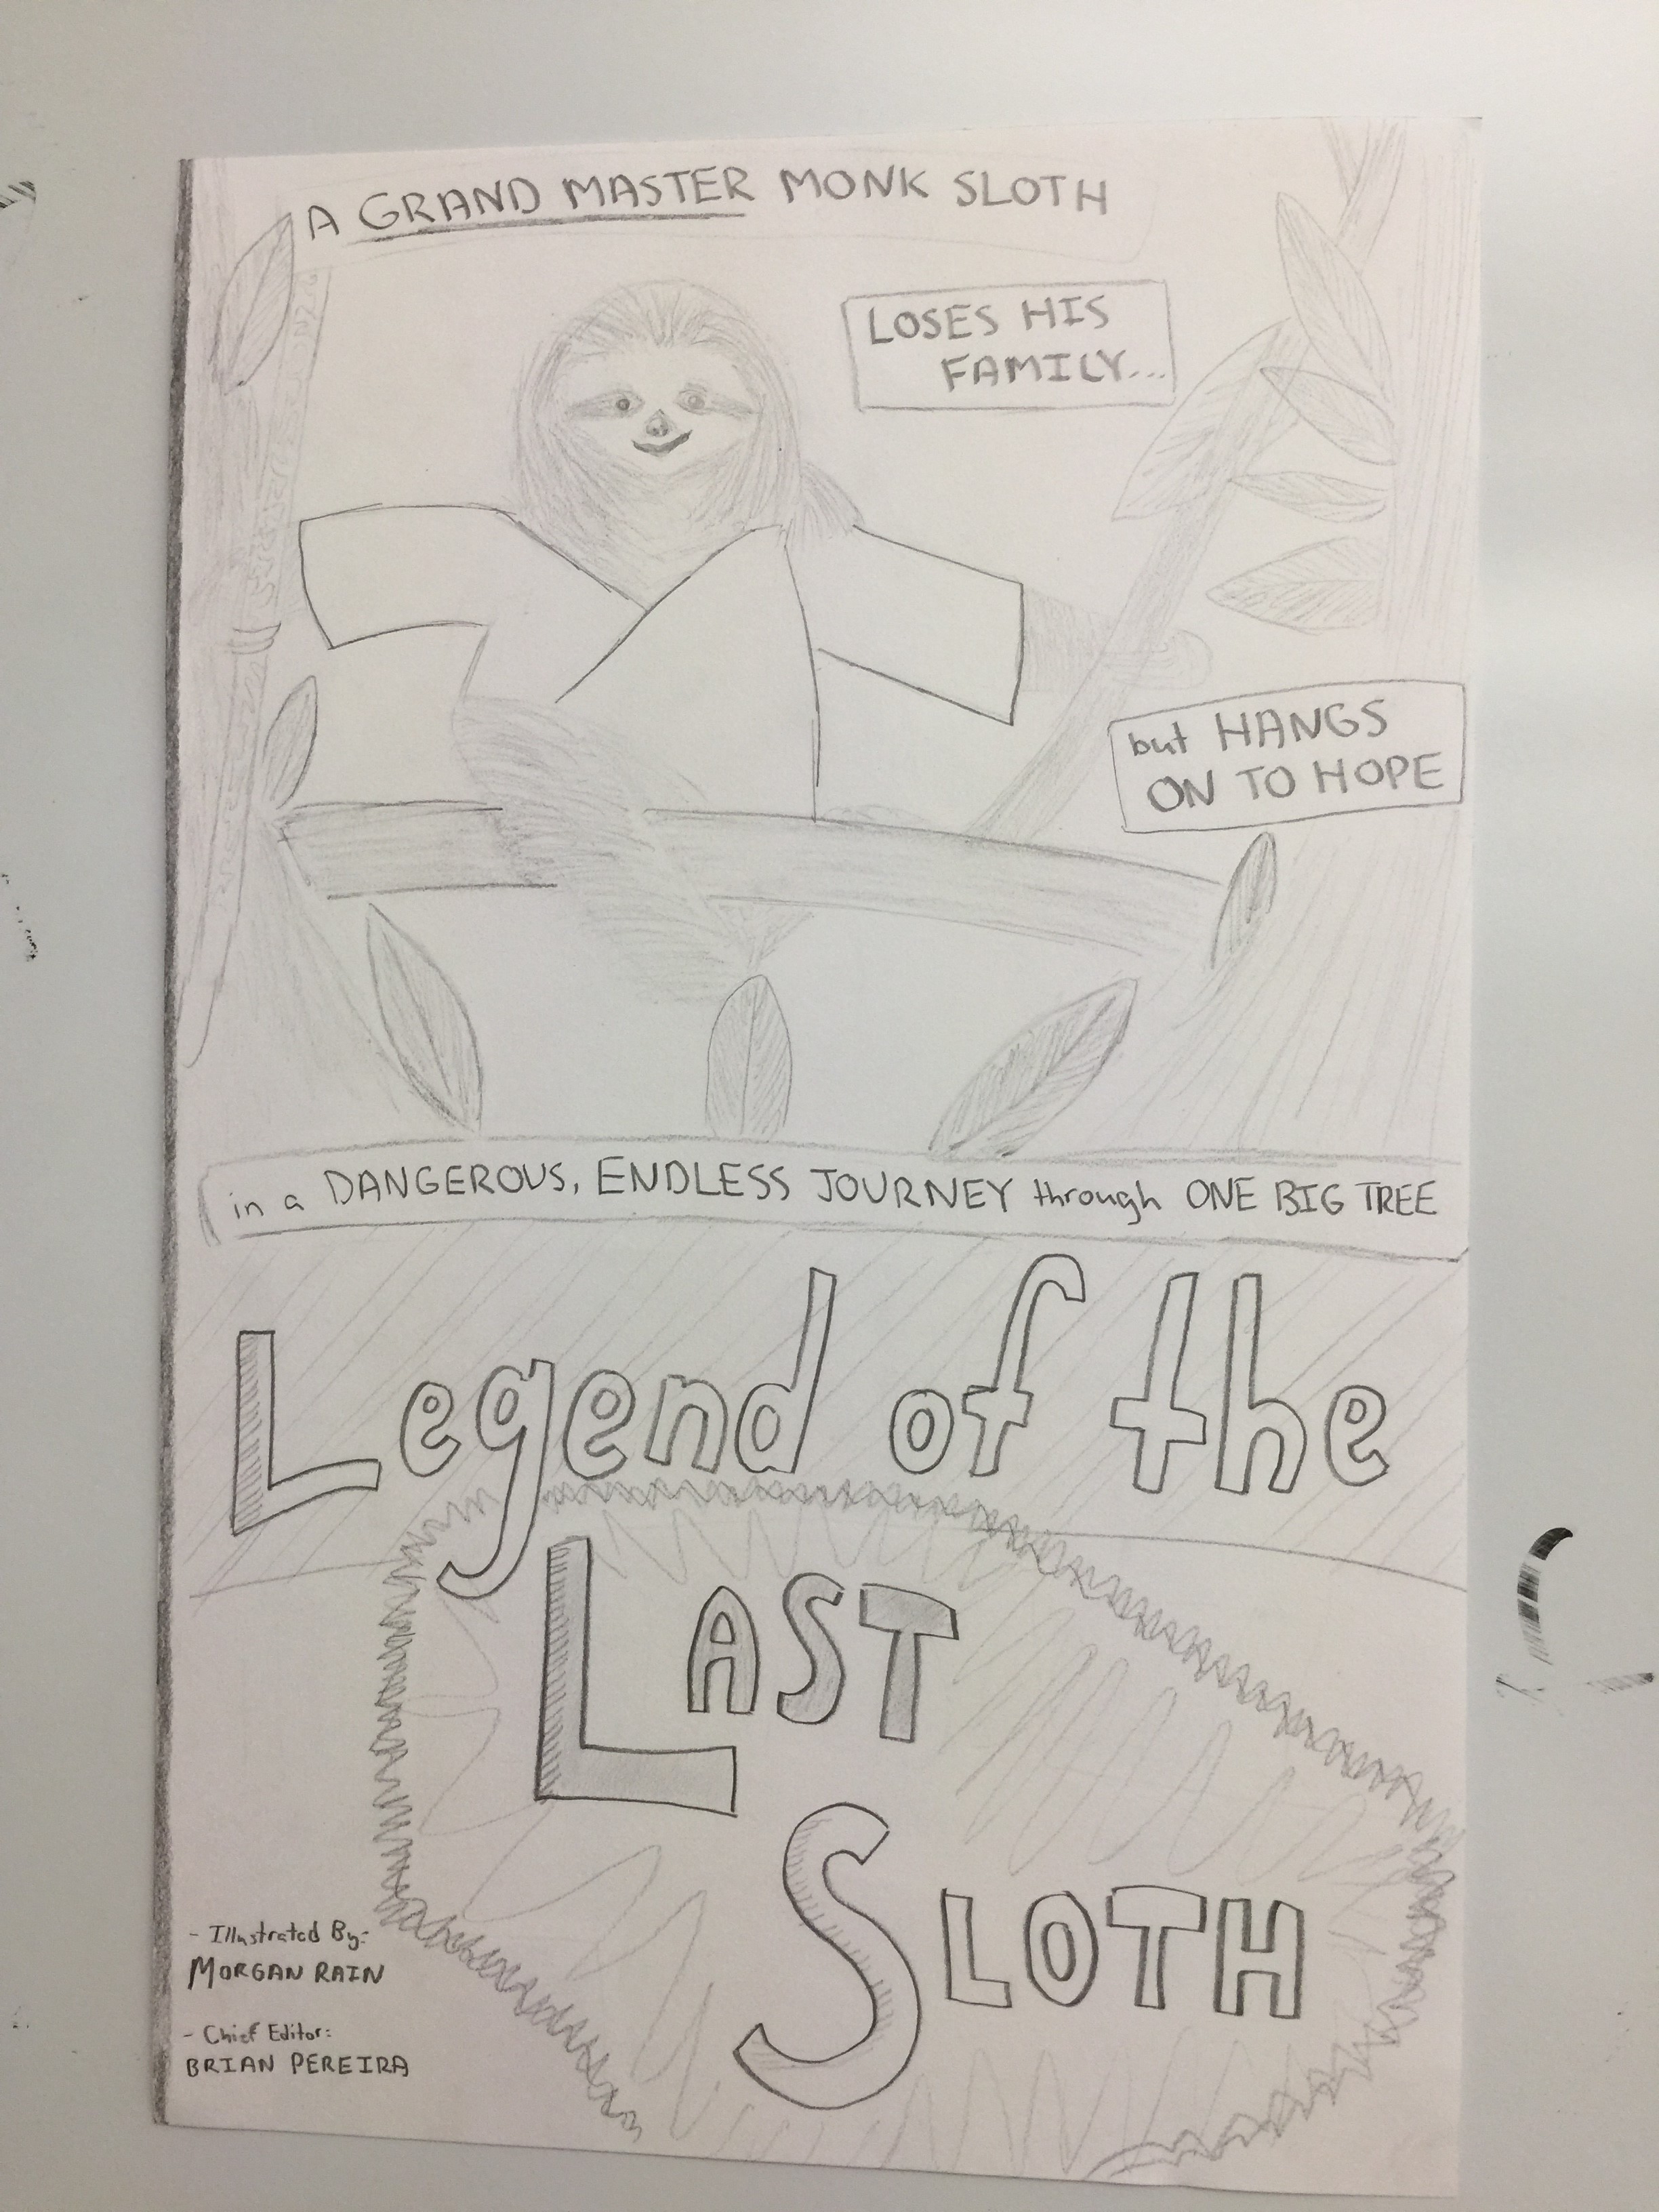 A GRAND MASTER MONK SLOTH
LOSES HIS
FAMILY...
but HANGS
ON TO HOPE
in a DANGEROUS, ENDLESS JOURNEY through ONE BIG TREE
Legend of the
LAST
SLOTH
- Illustrated By:
MORGAN RAIN
- Chief Editor:
BRIAN PEREIRA